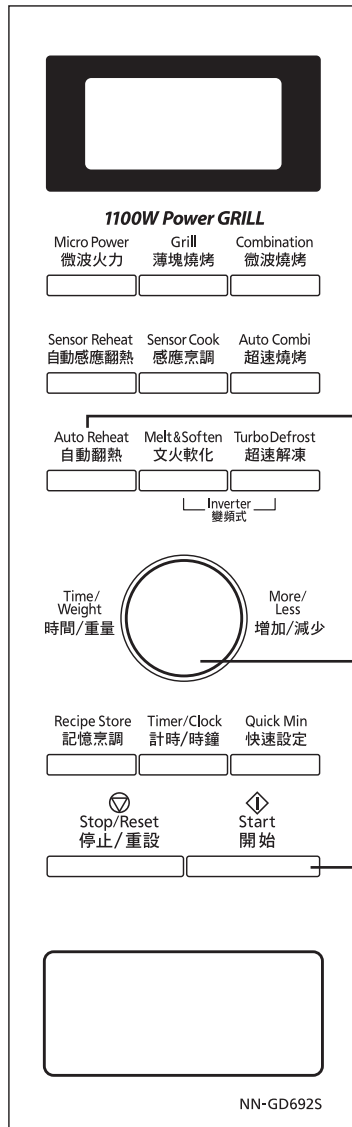 1100W Power GRILL
Micro Power Grill Combination
微波火力 薄塊燒烤 微波燒烤
Sensor Reheat Sensor Cook Auto Combi
自動感應翻熱 感應烹調 超速燒烤
Auto Reheat Melt&Soften Turbo Defrost
自動翻熱 文火軟化 超速解凍
Inverter
變頻式
Time/
Weight
時間/重量
More/
Less
增加/減少
Recipe Store Timer/Clock Quick Min
記憶烹調 計時/時鐘 快速設定
Stop/Reset Start
停止/重設 開始
NN-GD692S